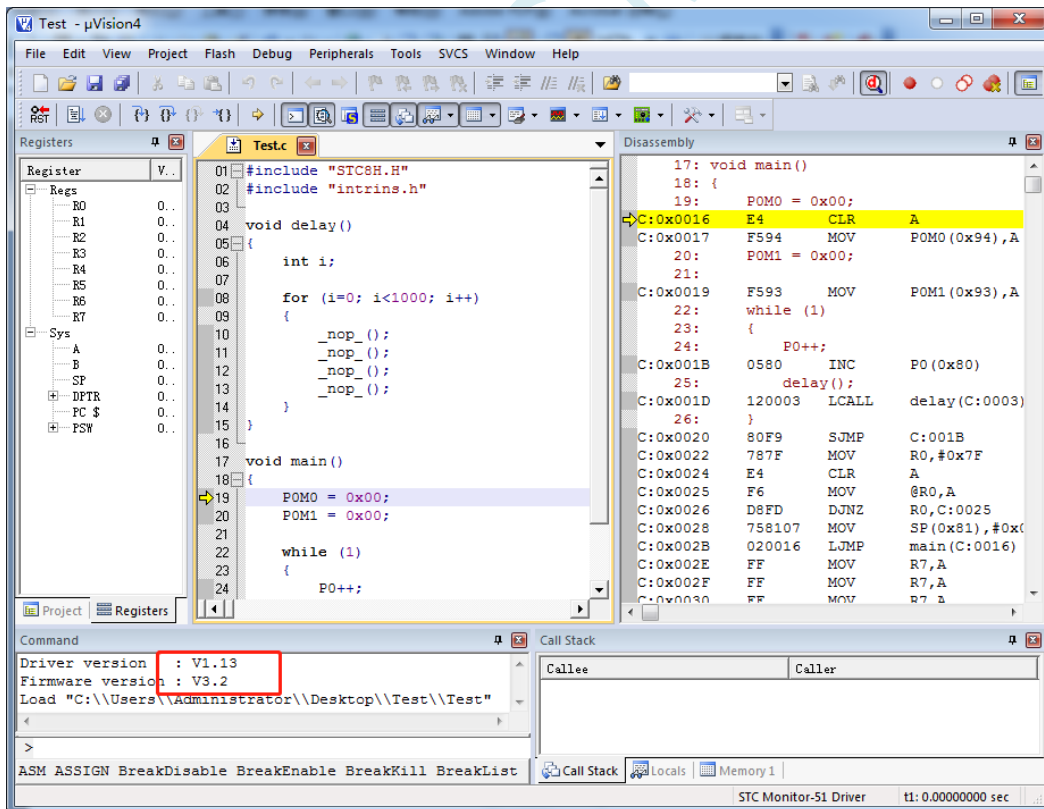 Test - µVision4
File Edit View Project Flash Debug Peripherals Tools SVCS Window Help
Registers
Register V..
Regs
R0 0..
R1 0..
R2 0..
R3 0..
R4 0..
R5 0..
R6 0..
R7 0..
Sys
A 0..
B 0..
SP 0..
DPTR 0..
PC $ 0..
PSW 0..
Project Registers
Test.c
01 #include "STC8H.H"
02 #include "intrins.h"
03
04 void delay()
05 {
06 int i;
07
08 for (i=0; i<1000; i++)
09 {
10 _nop_();
11 _nop_();
12 _nop_();
13 _nop_();
14 }
15 }
16
17 void main()
18 {
19 P0M0 = 0x00;
20 P0M1 = 0x00;
21
22 while (1)
23 {
24 P0++;
Disassembly
17: void main()
18: {
19: P0M0 = 0x00;
C:0x0016 E4 CLR A
C:0x0017 F594 MOV P0M0(0x94),A
20: P0M1 = 0x00;
21:
C:0x0019 F593 MOV P0M1(0x93),A
22: while (1)
23: {
24: P0++;
C:0x001B 0580 INC P0(0x80)
25: delay();
C:0x001D 120003 LCALL delay(C:0003)
26: }
C:0x0020 80F9 SJMP C:001B
C:0x0022 787F MOV R0,#0x7F
C:0x0024 E4 CLR A
C:0x0025 F6 MOV @R0,A
C:0x0026 D8FD DJNZ R0,C:0025
C:0x0028 758107 MOV SP(0x81),#0x0
C:0x002B 020016 LJMP main(C:0016)
C:0x002E FF MOV R7,A
C:0x002F FF MOV R7,A
C:0x0030 FF MOV R7,A
Command
Driver version : V1.13
Firmware version : V3.2
Load "C:\\Users\\Administrator\\Desktop\\Test\\Test"
>
ASM ASSIGN BreakDisable BreakEnable BreakKill BreakList
Call Stack
Callee Caller
Call Stack Locals Memory 1
STC Monitor-51 Driver t1: 0.00000000 sec